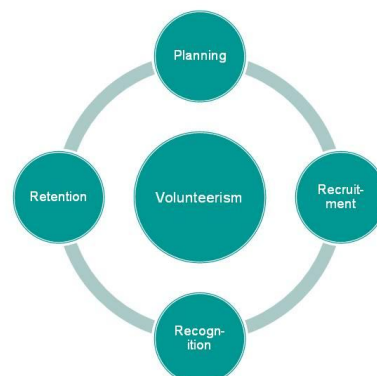 Planning
Retention
Volunteerism
Recruit-
ment
Recogn-
ition